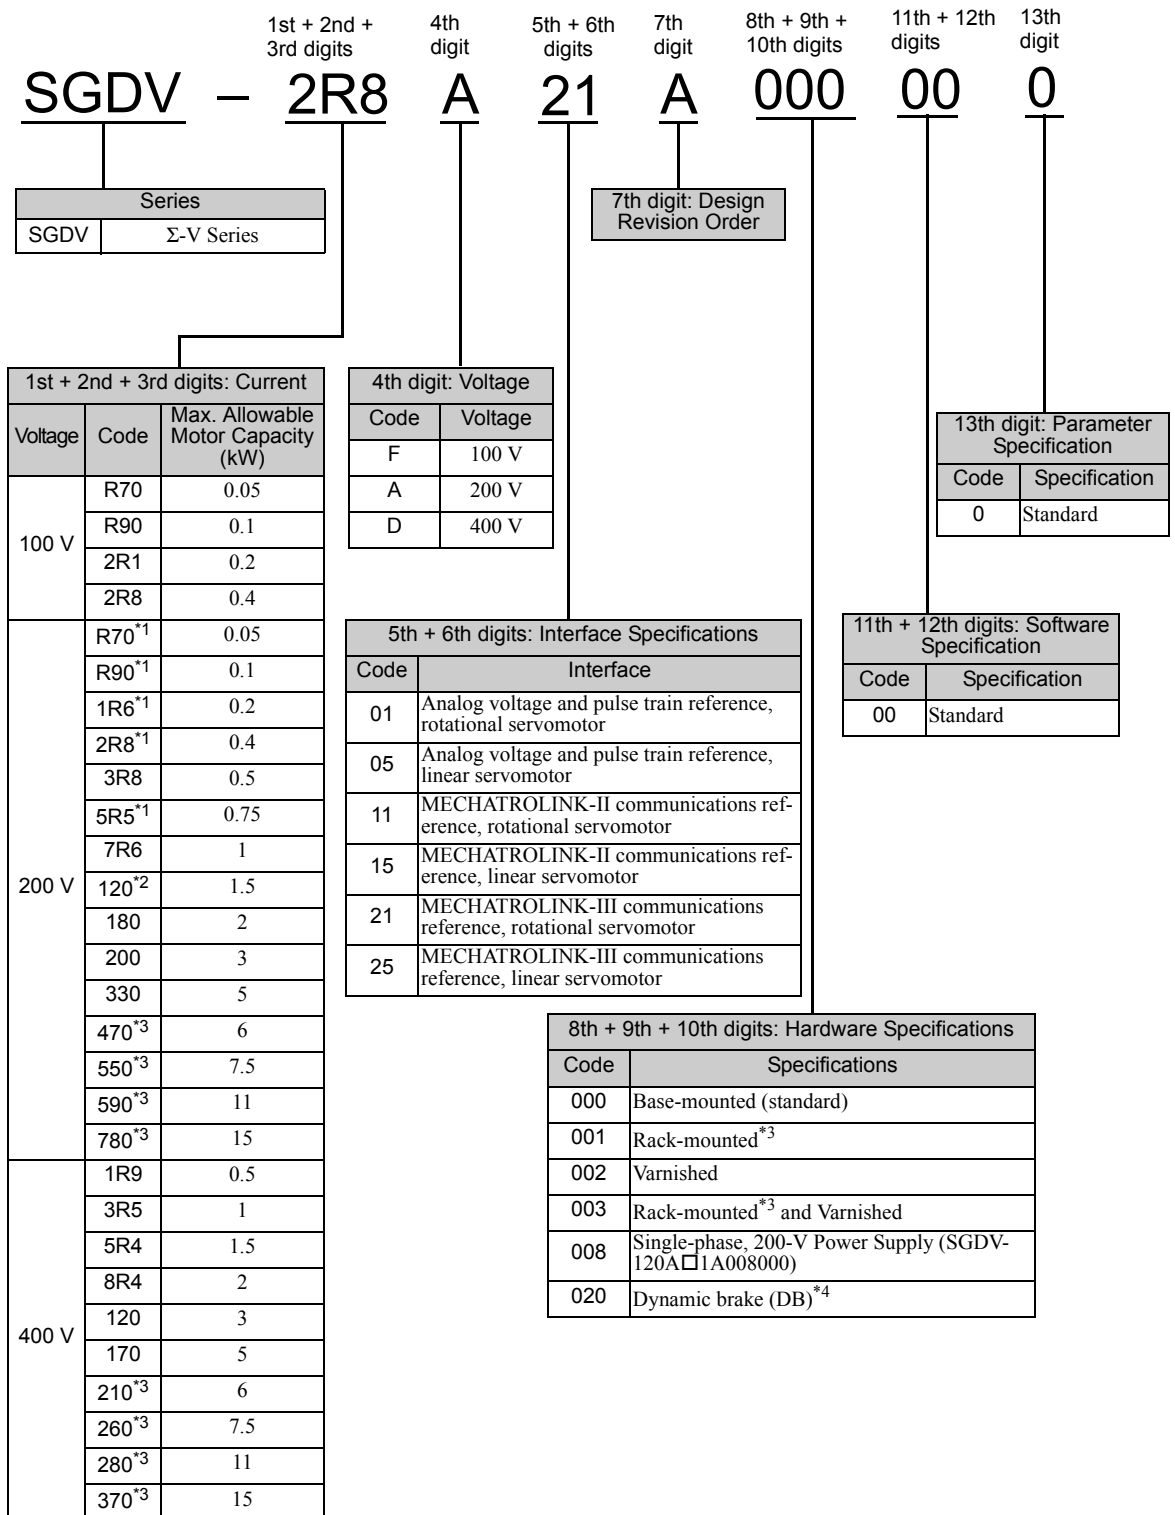 1st + 2nd +
3rd digits
4th
digit
5th + 6th
digits
7th
digit
8th + 9th +
10th digits
11th + 12th
digits
13th
digit
SGDV – 2R8 A 21 A 000 00 0
Series
SGDV Σ-V Series
7th digit: Design
Revision Order
1st + 2nd + 3rd digits: Current
Voltage Code Max. Allowable
Motor Capacity
(kW)
100 V
R70 0.05
R90 0.1
2R1 0.2
2R8 0.4
200 V
R70*1 0.05
R90*1 0.1
1R6*1 0.2
2R8*1 0.4
3R8 0.5
5R5*1 0.75
7R6 1
120*2 1.5
180 2
200 3
330 5
470*3 6
550*3 7.5
590*3 11
780*3 15
400 V
1R9 0.5
3R5 1
5R4 1.5
8R4 2
120 3
170 5
210*3 6
260*3 7.5
280*3 11
370*3 15
4th digit: Voltage
Code Voltage
F 100 V
A 200 V
D 400 V
5th + 6th digits: Interface Specifications
Code Interface
01 Analog voltage and pulse train reference,
rotational servomotor
05 Analog voltage and pulse train reference,
linear servomotor
11 MECHATROLINK-II communications ref-
erence, rotational servomotor
15 MECHATROLINK-II communications ref-
erence, linear servomotor
21 MECHATROLINK-III communications
reference, rotational servomotor
25 MECHATROLINK-III communications
reference, linear servomotor
13th digit: Parameter
Specification
Code Specification
0 Standard
11th + 12th digits: Software
Specification
Code Specification
00 Standard
8th + 9th + 10th digits: Hardware Specifications
Code Specifications
000 Base-mounted (standard)
001 Rack-mounted*3
002 Varnished
003 Rack-mounted*3 and Varnished
008 Single-phase, 200-V Power Supply (SGDV-
120A□1A008000)
020 Dynamic brake (DB)*4